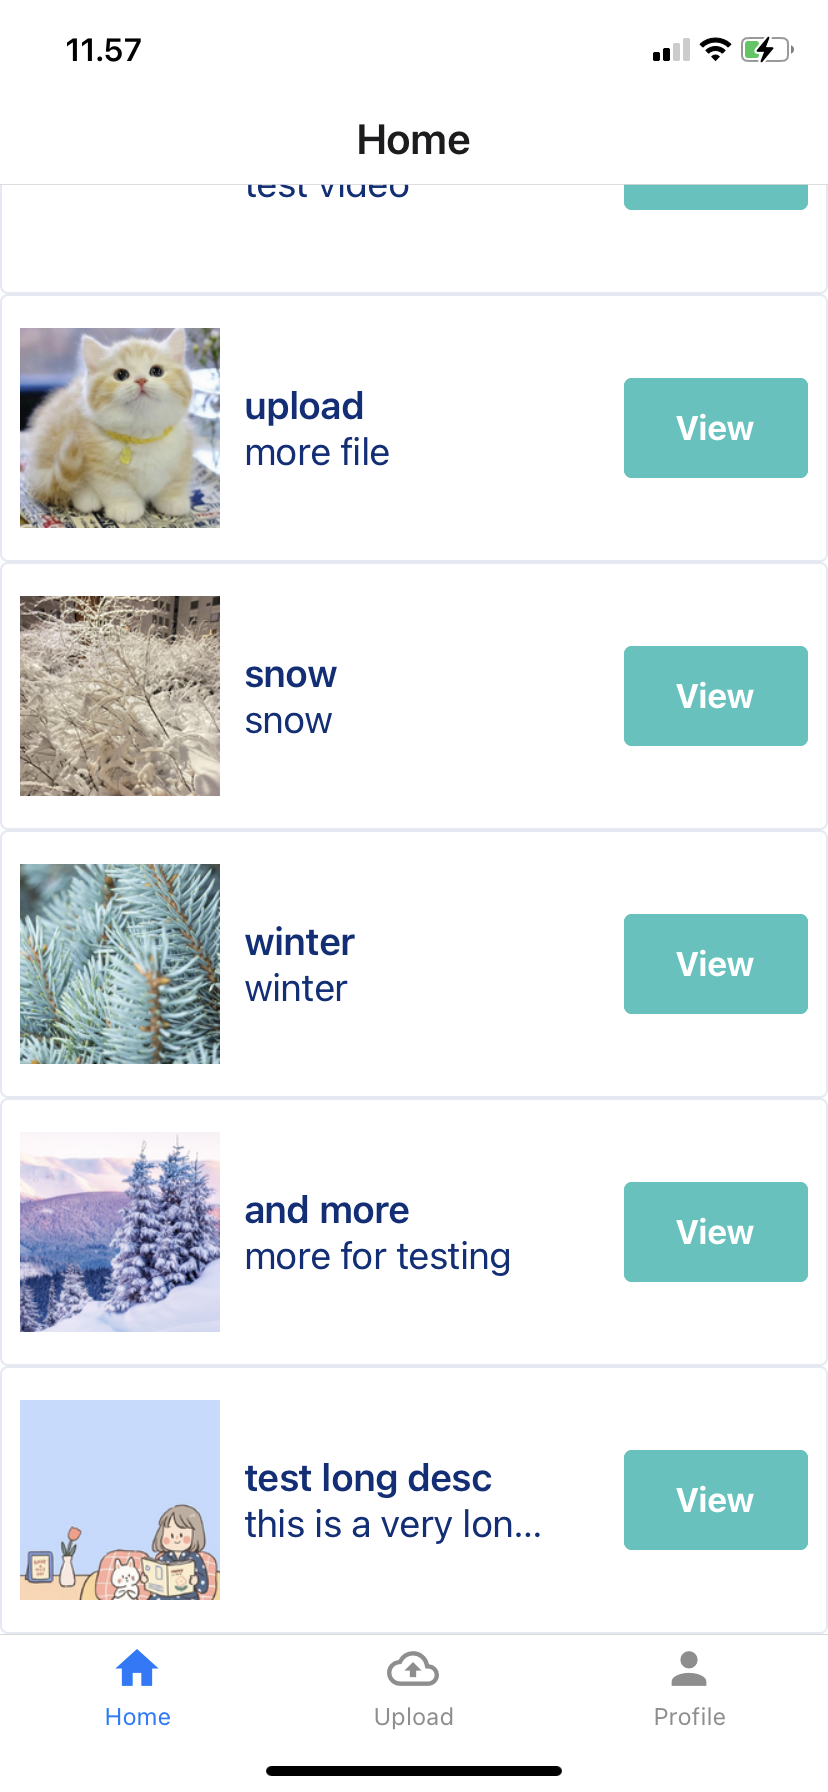 11.57
Home
test video
upload
more file
View
snow
snow
View
winter
winter
View
and more
more for testing
View
test long desc
this is a very lon...
View
Home
Upload
Profile